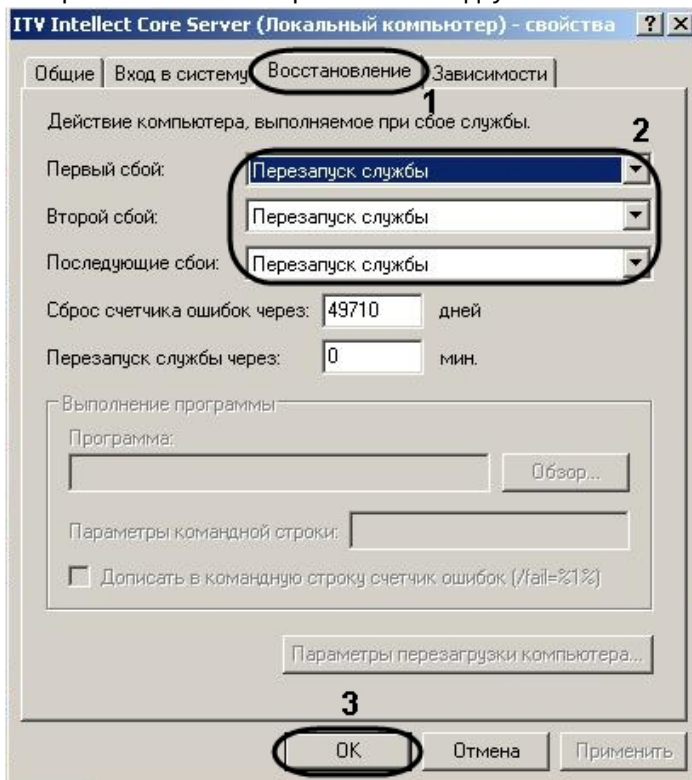 ITV Intellect Core Server (Локальный компьютер) - свойства ? X
Общие Вход в систему Восстановление Зависимости
1
Действие компьютера, выполняемое при сбое службы.
2
Первый сбой: Перезапуск службы
Второй сбой: Перезапуск службы
Последующие сбои: Перезапуск службы
Сброс счетчика ошибок через: 49710 дней
Перезапуск службы через: 0 мин.
Выполнение программы
Программа:
Обзор...
Параметры командной строки:
Дописать в командную строку счетчик ошибок (/fail=%1%)
Параметры перезагрузки компьютера...
3
OK Отмена Применить